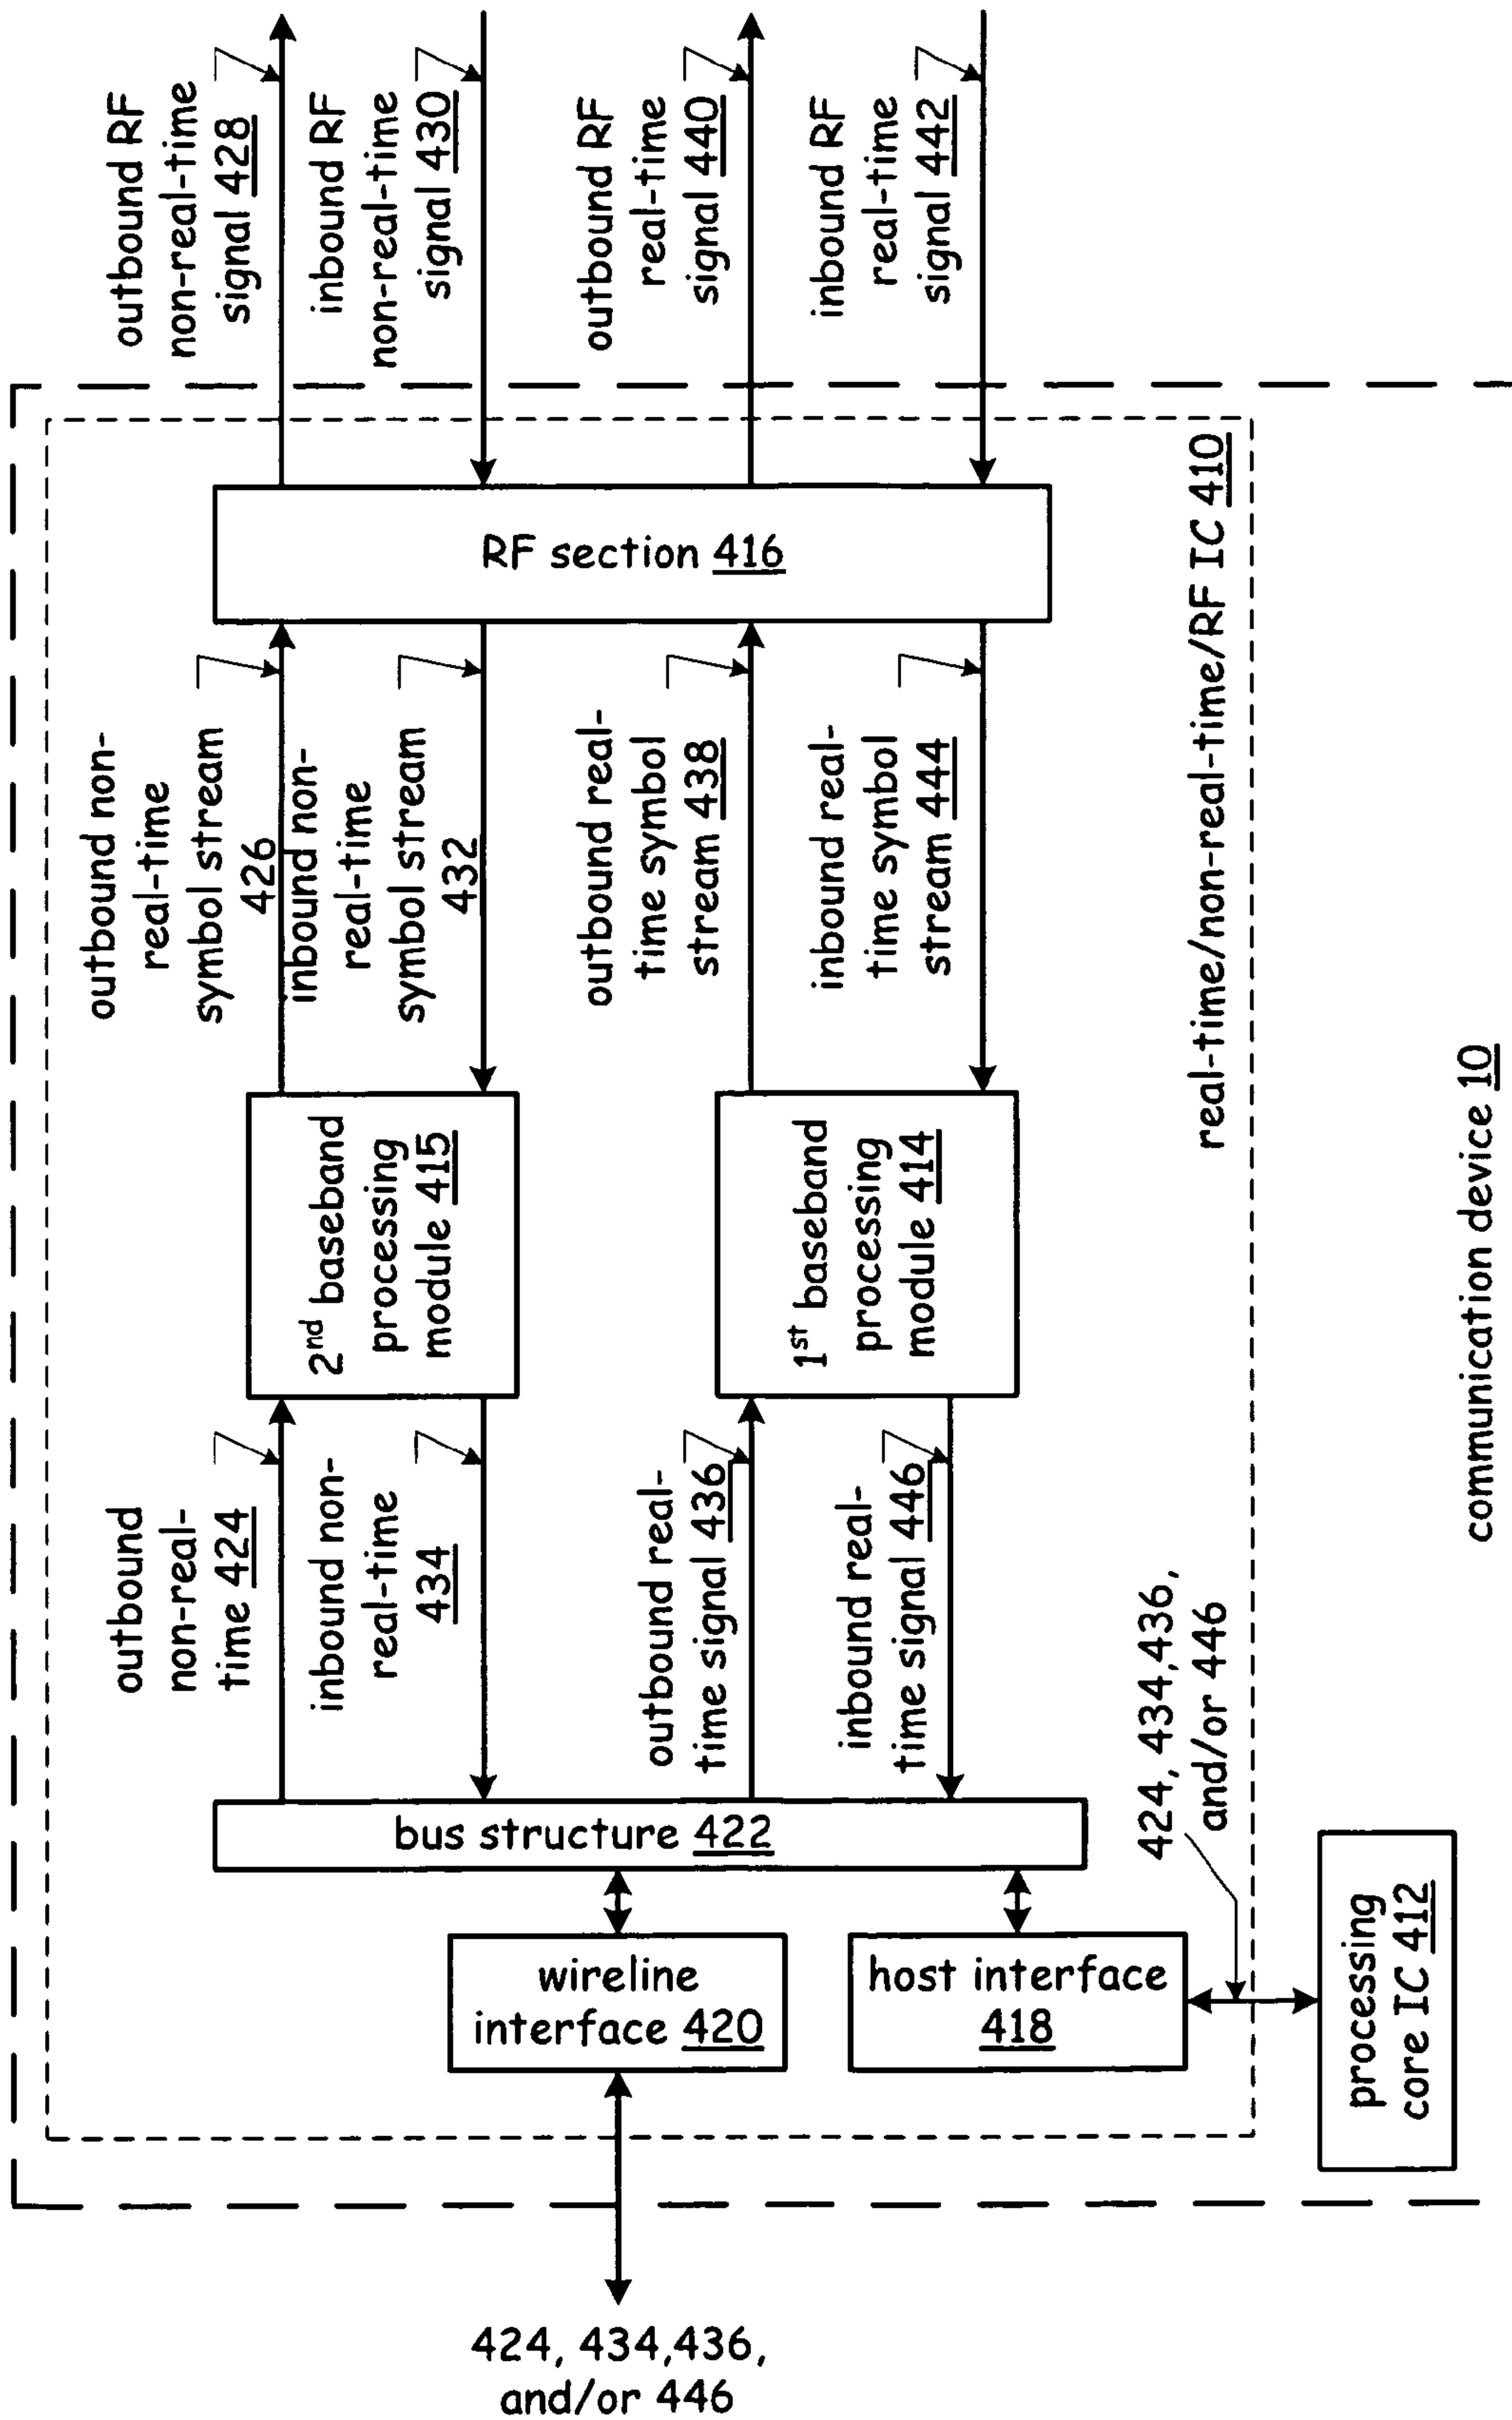 outbound RF
non-real-time
signal 428
inbound RF
non-real-time
signal 430
outbound RF
real-time
signal 440
inbound RF
real-time
signal 442
RF section 416
outbound non-
real-time
symbol stream
426
inbound non-
real-time
symbol stream
432
outbound real-
time symbol
stream 438
inbound real-
time symbol
stream 444
2nd baseband
processing
module 415
1st baseband
processing
module 414
outbound
non-real-
time 424
inbound non-
real-time
434
outbound real-
time signal 436
inbound real-
time signal 446
bus structure 422
wireline
interface 420
host interface
418
424, 434,436,
and/or 446
processing
core IC 412
424, 434,436,
and/or 446
real-time/non-real-time/RF IC 410
communication device 10